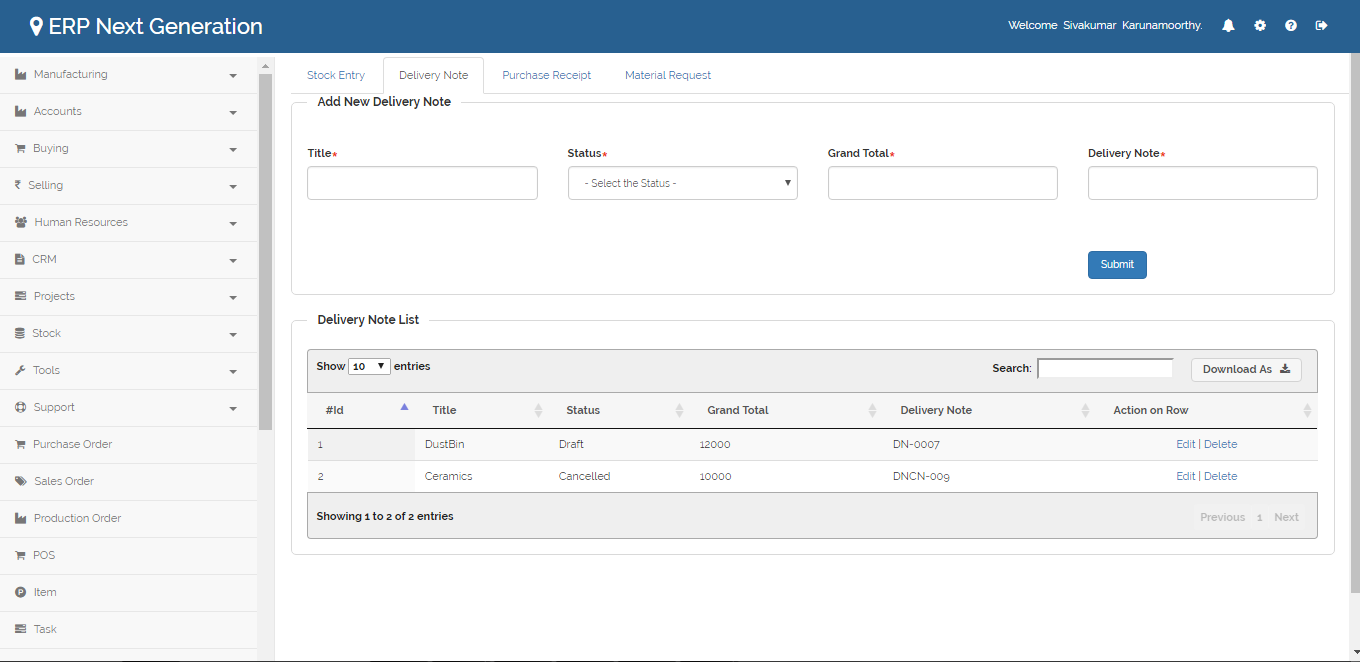 ERP Next Generation
Welcome Sivakumar Karunamoorthy.
Manufacturing
Accounts
Buying
Selling
Human Resources
CRM
Projects
Stock
Tools
Support
Purchase Order
Sales Order
Production Order
POS
Item
Task
Stock Entry Delivery Note Purchase Receipt Material Request
Add New Delivery Note
Title* Status* Grand Total* Delivery Note*
- Select the Status -
Submit
Delivery Note List
Show 10 entries Search: Download As
#Id Title Status Grand Total Delivery Note Action on Row
1 DustBin Draft 12000 DN-0007 Edit | Delete
2 Ceramics Cancelled 10000 DNCN-009 Edit | Delete
Showing 1 to 2 of 2 entries Previous 1 Next